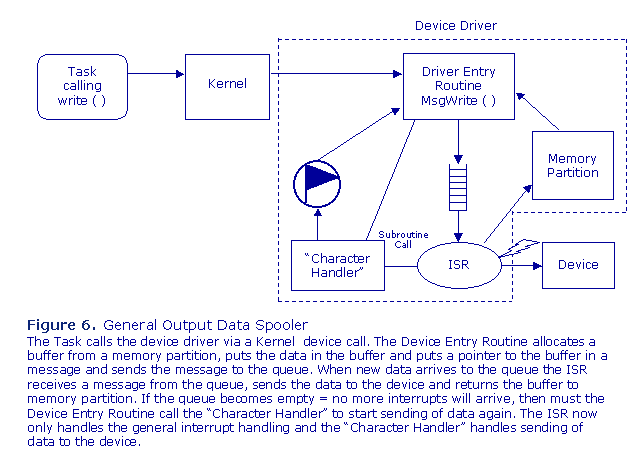 Device Driver
Task
calling
write ( )
Kernel
Driver Entry
Routine
MsgWrite ( )
Memory
Partition
Subroutine
Call
“Character
Handler”
ISR
Device
Figure 6. General Output Data Spooler
The Task calls the device driver via a Kernel device call. The Device Entry Routine allocates a
buffer from a memory partition, puts the data in the buffer and puts a pointer to the buffer in a
message and sends the message to the queue. When new data arrives to the queue the ISR
receives a message from the queue, sends the data to the device and returns the buffer to
memory partition. If the queue becomes empty = no more interrupts will arrive, then must the
Device Entry Routine call the “Character Handler” to start sending of data again. The ISR now
only handles the general interrupt handling and the “Character Handler” handles sending of
data to the device.